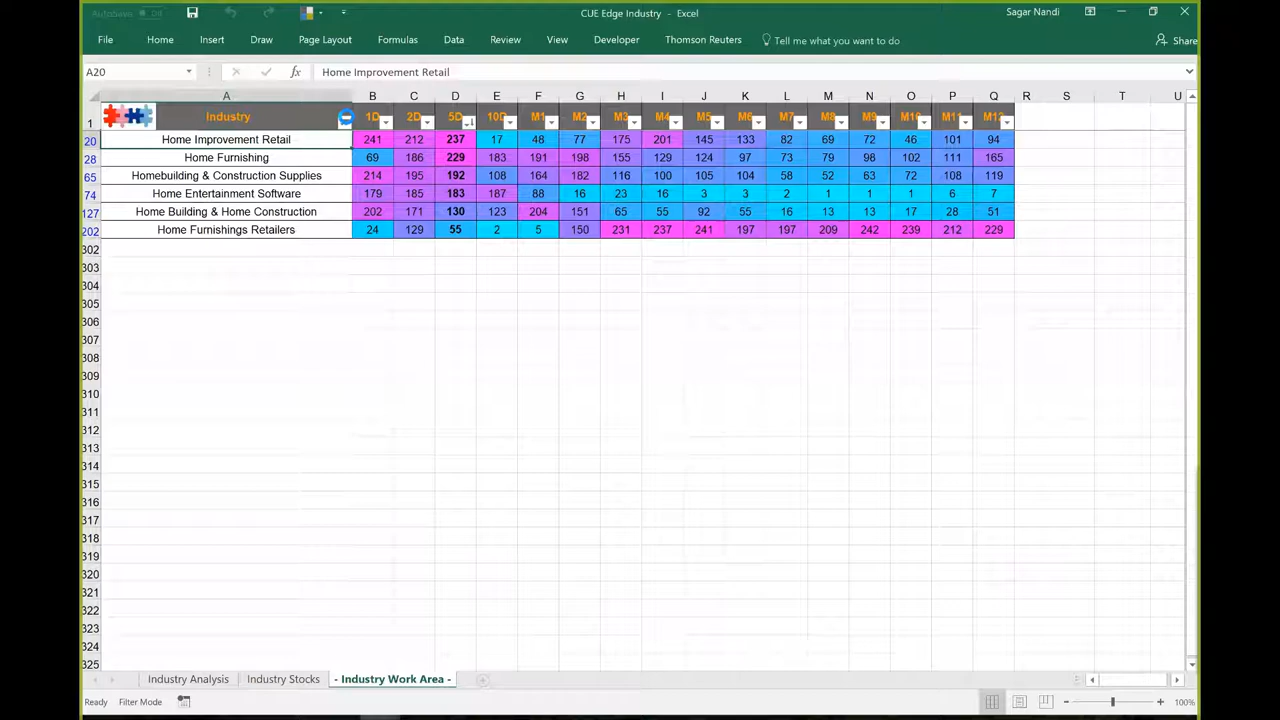 AutoSave Off
CUE Edge Industry - Excel
Sagar Nandi
File Home Insert Draw Page Layout Formulas Data Review View Developer Thomson Reuters Tell me what you want to do Share
A20 fx Home Improvement Retail
A B C D E F G H I J K L M N O P Q R S T U
1 Industry 1D 2D 5D 10D M1 M2 M3 M4 M5 M6 M7 M8 M9 M10 M11 M12
20 Home Improvement Retail 241 212 237 17 48 77 175 201 145 133 82 69 72 46 101 94
28 Home Furnishing 69 186 229 183 191 198 155 129 124 97 73 79 98 102 111 165
65 Homebuilding & Construction Supplies 214 195 192 108 164 182 116 100 105 104 58 52 63 72 108 119
74 Home Entertainment Software 179 185 183 187 88 16 23 16 3 3 2 1 1 1 6 7
127 Home Building & Home Construction 202 171 130 123 204 151 65 55 92 55 16 13 13 17 28 51
202 Home Furnishings Retailers 24 129 55 2 5 150 231 237 241 197 197 209 242 239 212 229
302
303
304
305
306
307
308
309
310
311
312
313
314
315
316
317
318
319
320
321
322
323
324
325
Industry Analysis Industry Stocks - Industry Work Area -
Ready Filter Mode 100%